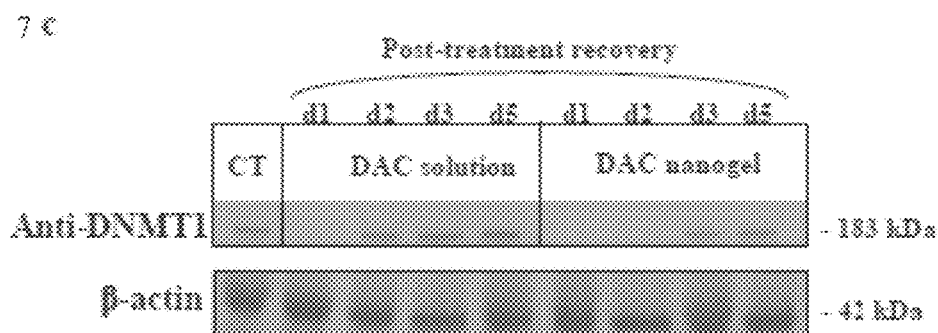 7 C
Post-treatment recovery
d1 d2 d3 d5 d1 d2 d3 d5
CT DAC solution DAC nanogel
Anti-DNMT1 - 183 kDa
β-actin - 42 kDa